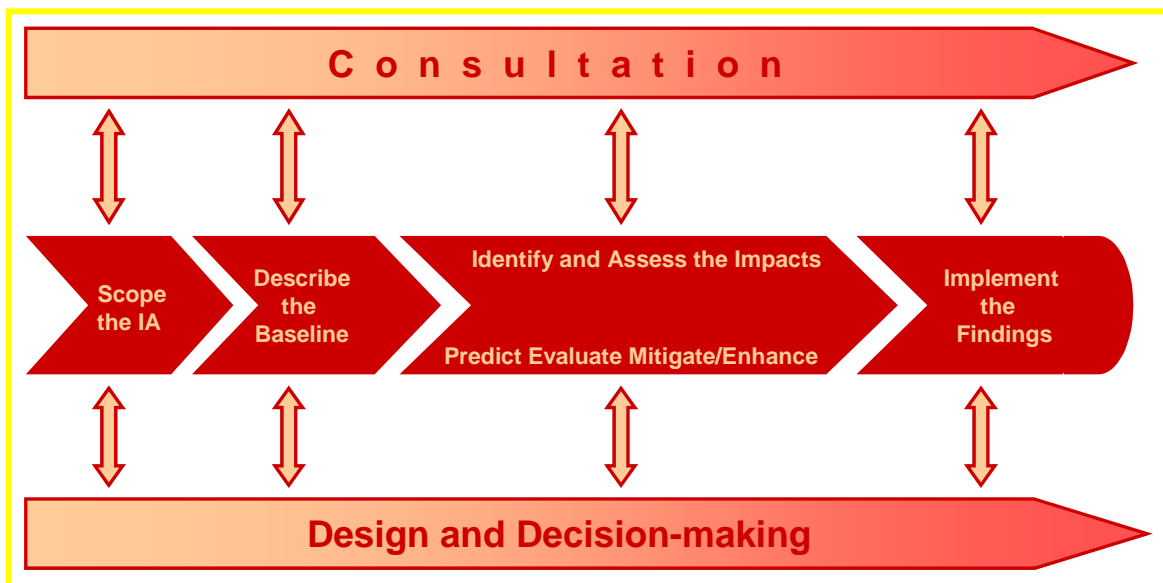 Consultation
Scope
the IA
Describe
the
Baseline
Identify and Assess the Impacts
Predict Evaluate Mitigate/Enhance
Implement
the
Findings
Design and Decision-making